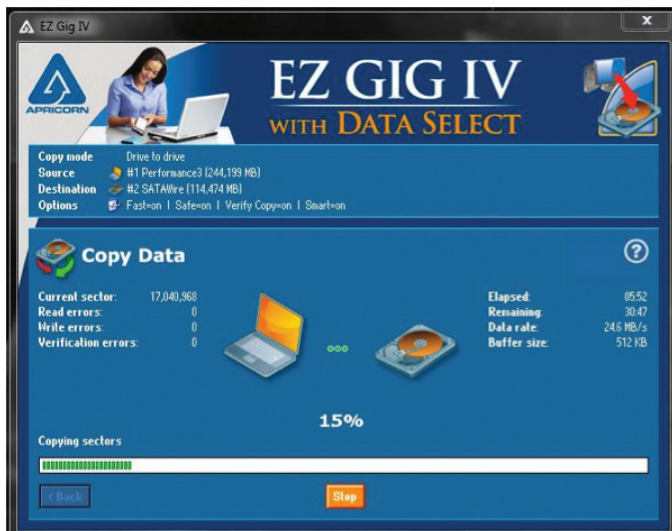 EZ Gig IV
x
EZ GIG IV
WITH DATA SELECT
APRICORN
Copy mode Drive to drive
Source #1 Performance3 (244,199 MB)
Destination #2 SATAWire (114,474 MB)
Options Fast=on | Safe=on | Verify Copy=on | Smart=on
Copy Data
?
Current sector: 17,040,968
Read errors: 0
Write errors: 0
Verification errors: 0
Elapsed: 05:52
Remaining: 30:47
Data rate: 24.6 MB/s
Buffer size: 512 KB
15%
Copying sectors
< Back
Stop